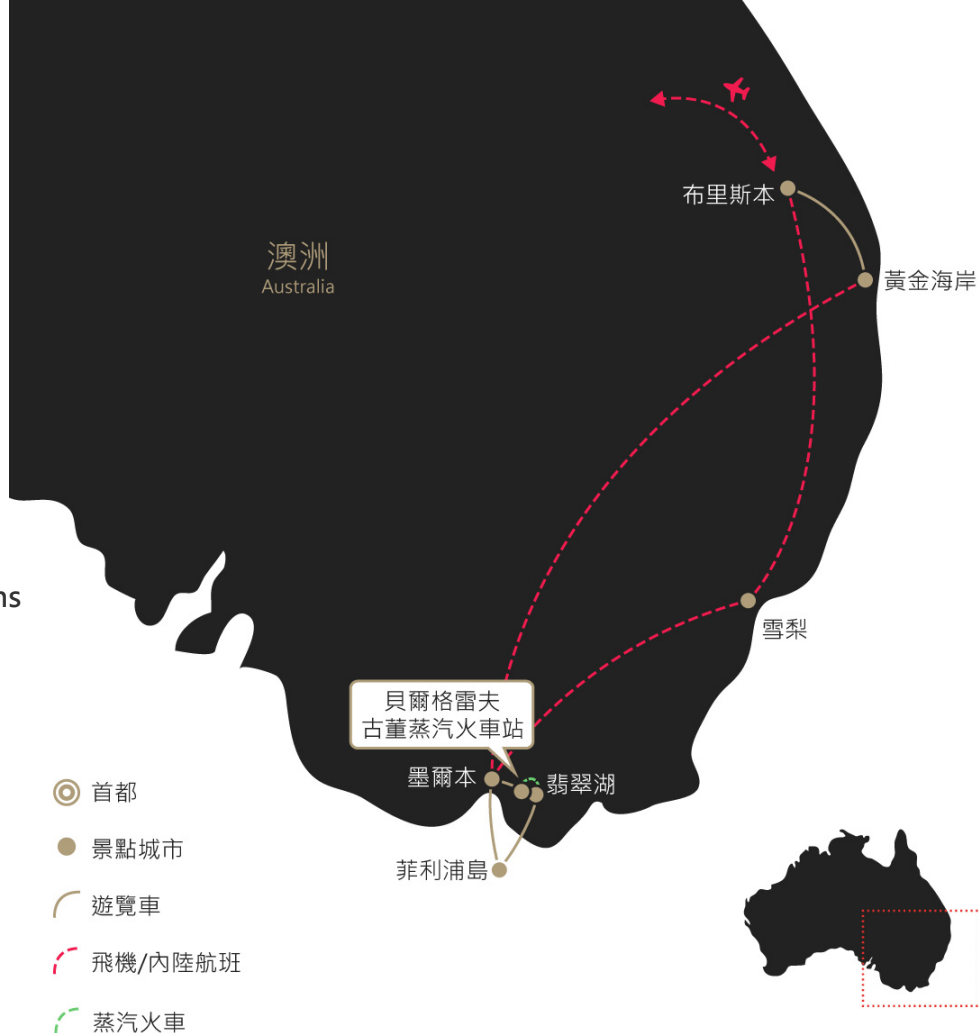 布里斯本
黃金海岸
澳洲
Australia
ns
雪梨
貝爾格雷夫
古董蒸汽火車站
墨爾本
翡翠湖
菲利浦島
首都
景點城市
遊覽車
飛機/內陸航班
蒸汽火車